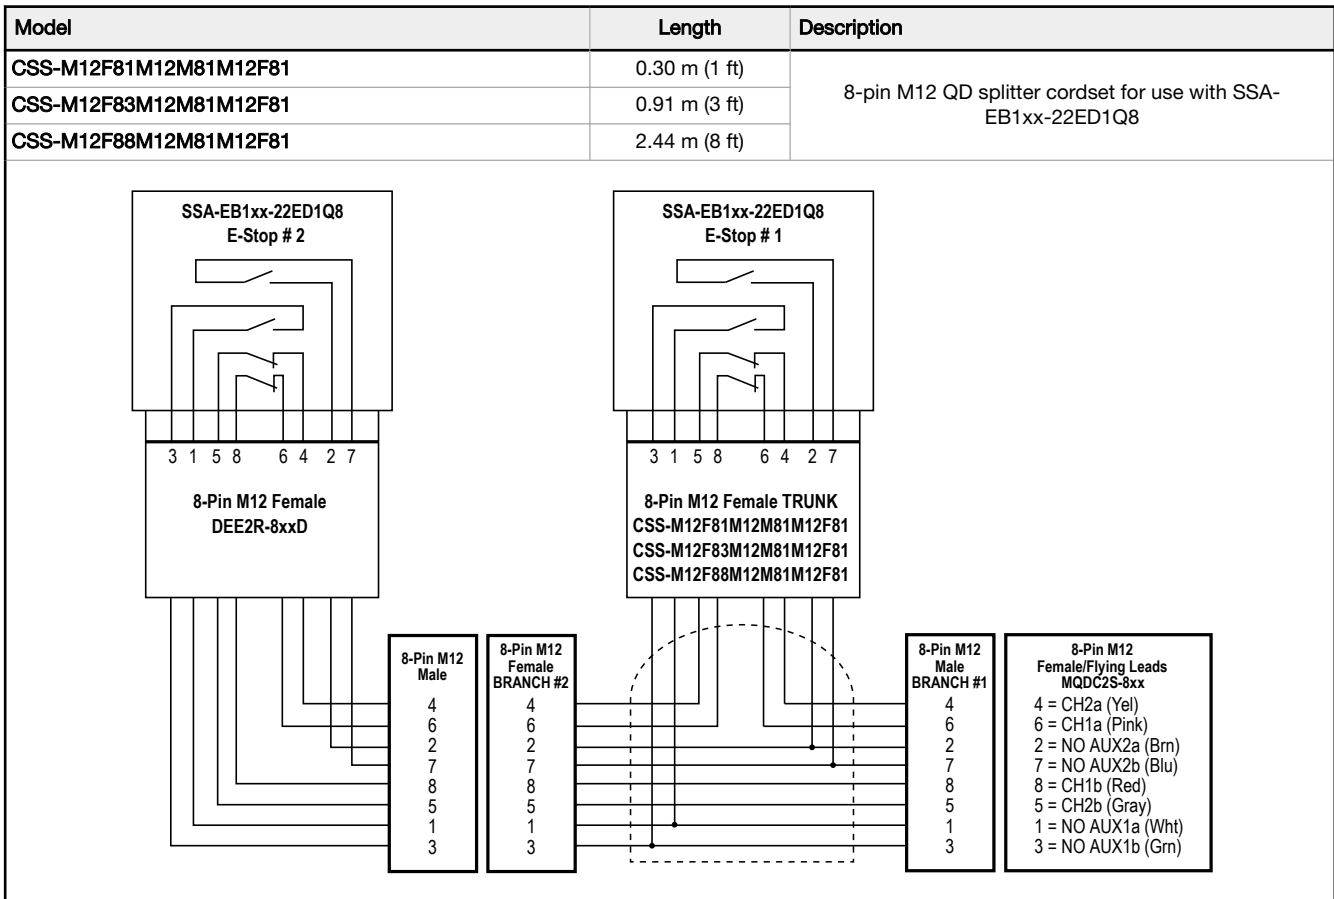 Model Length Description
CSS-M12F81M12M81M12F81 0.30 m (1 ft)
CSS-M12F83M12M81M12F81 0.91 m (3 ft)
CSS-M12F88M12M81M12F81 2.44 m (8 ft)
8-pin M12 QD splitter cordset for use with SSA-
EB1xx-22ED1Q8
SSA-EB1xx-22ED1Q8
E-Stop # 2
3 1 5 8 6 4 2 7
8-Pin M12 Female
DEE2R-8xxD
SSA-EB1xx-22ED1Q8
E-Stop # 1
3 1 5 8 6 4 2 7
8-Pin M12 Female TRUNK
CSS-M12F81M12M81M12F81
CSS-M12F83M12M81M12F81
CSS-M12F88M12M81M12F81
8-Pin M12
Male
4
6
2
7
8
5
1
3
8-Pin M12
Female
BRANCH #2
4
6
2
7
8
5
1
3
8-Pin M12
Male
BRANCH #1
4
6
2
7
8
5
1
3
8-Pin M12
Female/Flying Leads
MQDC2S-8xx
4 = CH2a (Yel)
6 = CH1a (Pink)
2 = NO AUX2a (Brn)
7 = NO AUX2b (Blu)
8 = CH1b (Red)
5 = CH2b (Gray)
1 = NO AUX1a (Wht)
3 = NO AUX1b (Grn)